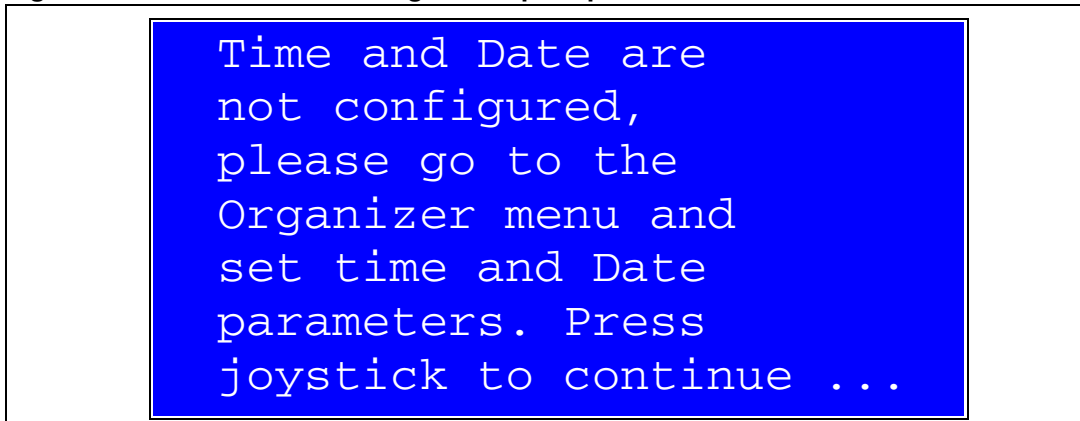 Time and Date are
not configured,
please go to the
Organizer menu and
set time and Date
parameters. Press
joystick to continue ...